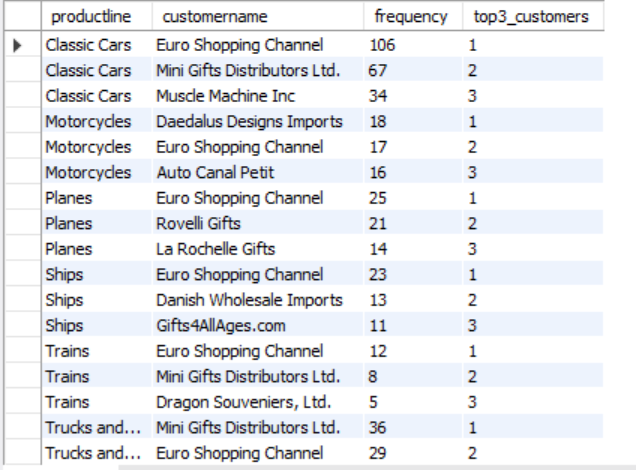 productline customername frequency top3_customers
Classic Cars Euro Shopping Channel 106 1
Classic Cars Mini Gifts Distributors Ltd. 67 2
Classic Cars Muscle Machine Inc 34 3
Motorcycles Daedalus Designs Imports 18 1
Motorcycles Euro Shopping Channel 17 2
Motorcycles Auto Canal Petit 16 3
Planes Euro Shopping Channel 25 1
Planes Rovelli Gifts 21 2
Planes La Rochelle Gifts 14 3
Ships Euro Shopping Channel 23 1
Ships Danish Wholesale Imports 13 2
Ships Gifts4AllAges.com 11 3
Trains Euro Shopping Channel 12 1
Trains Mini Gifts Distributors Ltd. 8 2
Trains Dragon Souveniers, Ltd. 5 3
Trucks and... Mini Gifts Distributors Ltd. 36 1
Trucks and... Euro Shopping Channel 29 2